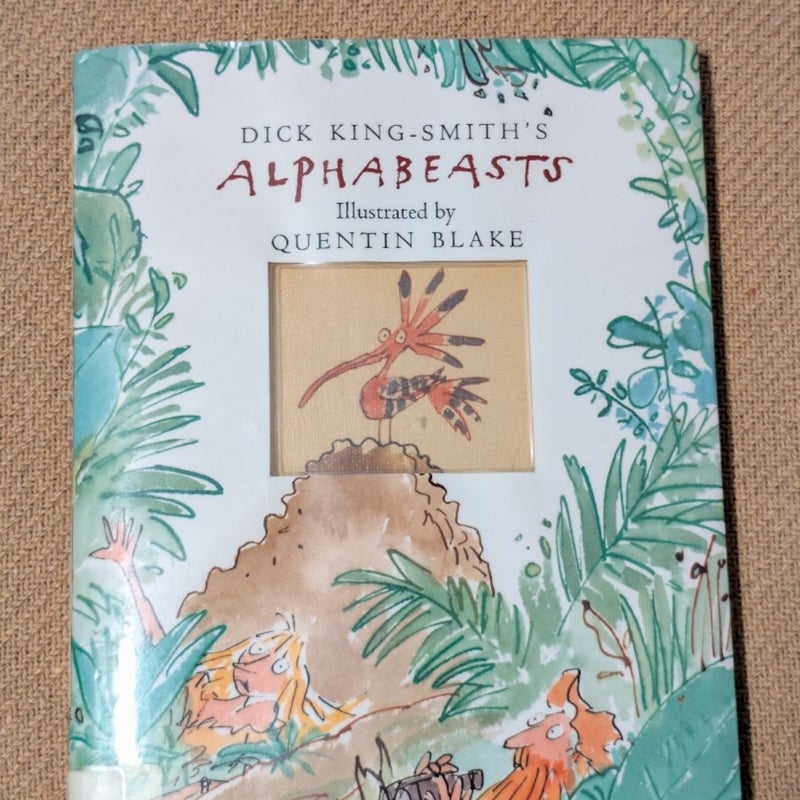 DICK KING-SMITH'S
ALPHABEASTS
Illustrated by
QUENTIN BLAKE